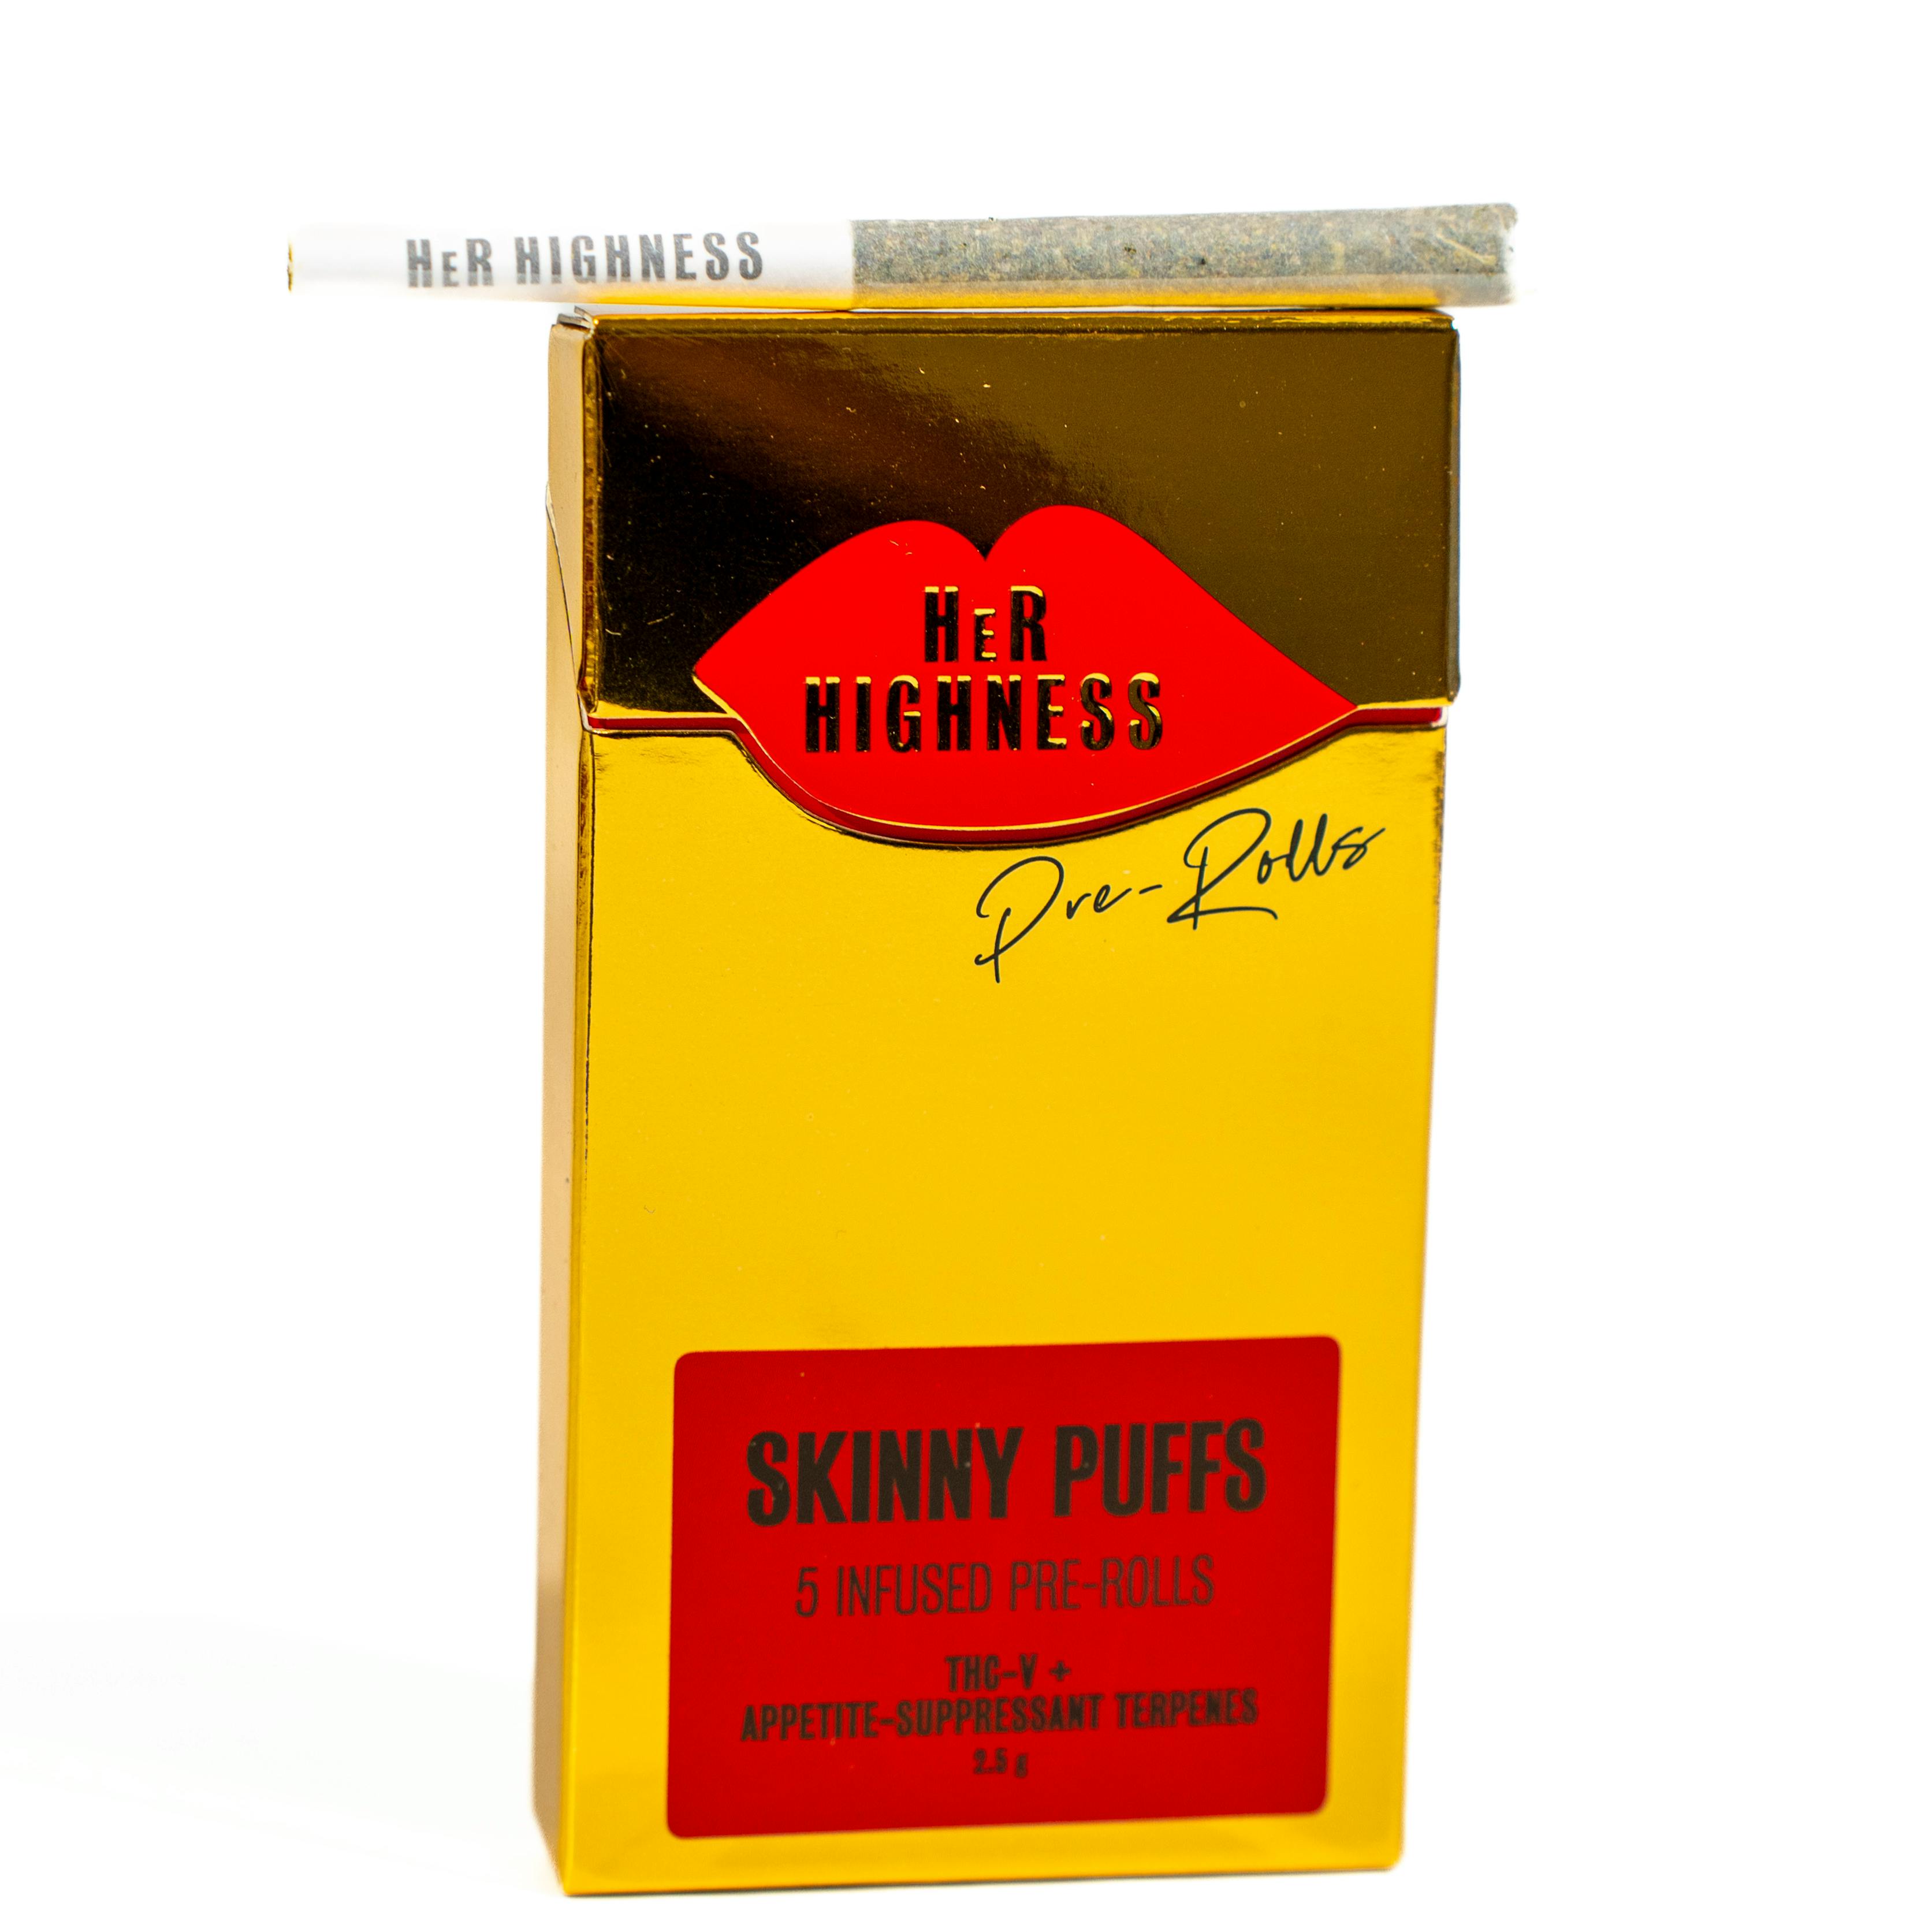 HeR HIGHNESS
HeR
HIGHNESS
Pre-Rolls
SKINNY PUFFS
5 INFUSED PRE-ROLLS
THC-V +
APPETITE-SUPPRESSANT TERPENES
2.5 g